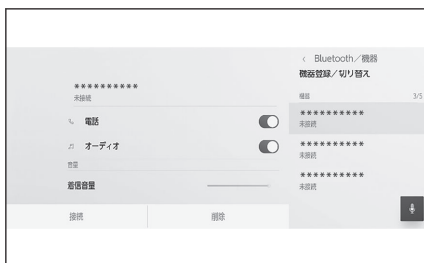 **********
未接続
電話
オーディオ
音量
着信音量
接続
削除
< Bluetooth／機器
機器登録／切り替え
機器 3/5
**********
未接続
**********
未接続
**********
未接続